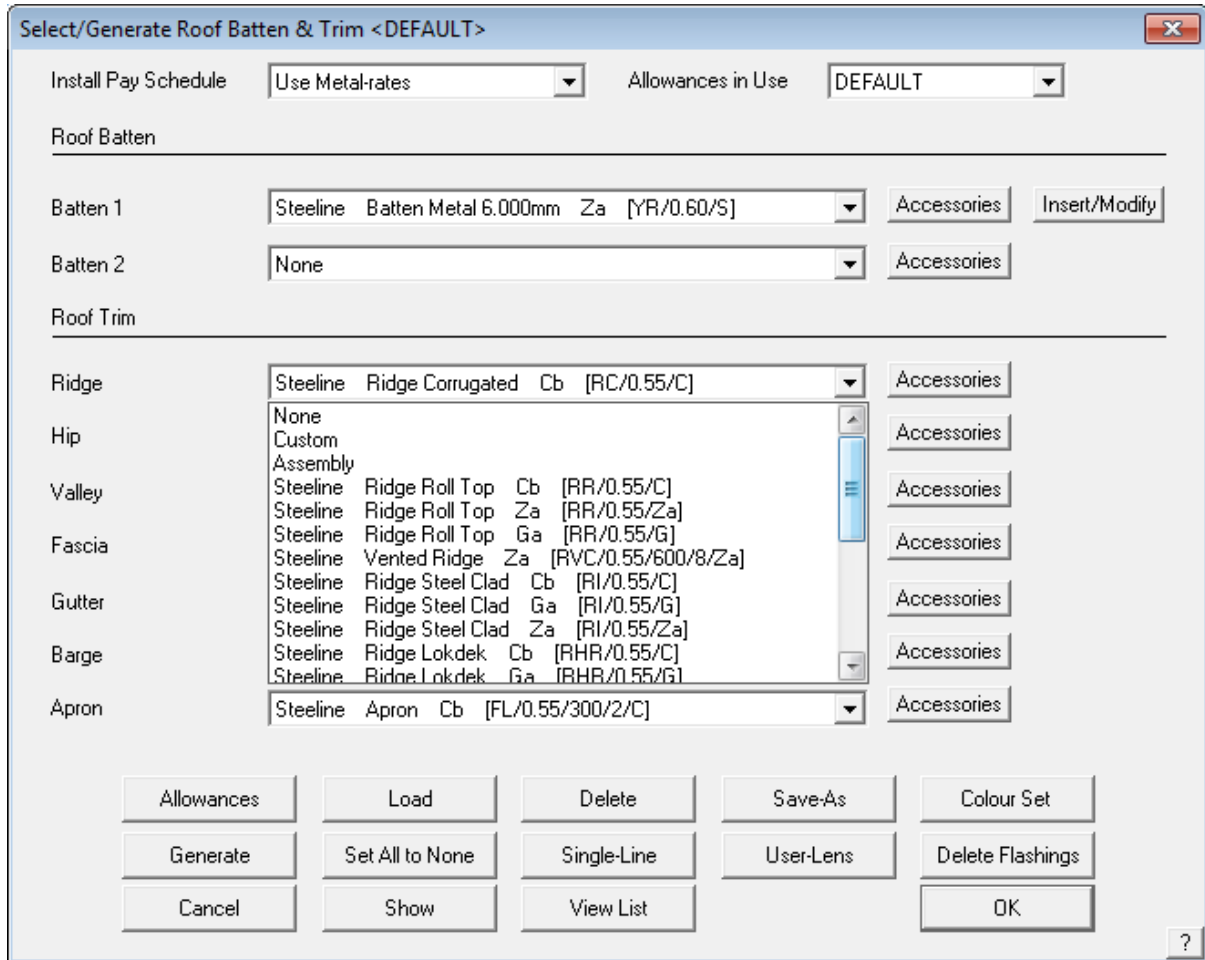 Select/Generate Roof Batten & Trim <DEFAULT>
Install Pay Schedule Use Metal-rates Allowances in Use DEFAULT
Roof Batten
Batten 1 Steeline Batten Metal 6.000mm Za [YR/0.60/S] Accessories Insert/Modify
Batten 2 None Accessories
Roof Trim
Ridge Steeline Ridge Corrugated Cb [RC/0.55/C] Accessories
None
Hip Custom Accessories
Assembly
Valley Steeline Ridge Roll Top Cb [RR/0.55/C] Accessories
Steeline Ridge Roll Top Za [RR/0.55/Za]
Fascia Steeline Ridge Roll Top Ga [RR/0.55/G] Accessories
Steeline Vented Ridge Za [RVC/0.55/600/8/Za]
Steeline Ridge Steel Clad Cb [RI/0.55/C]
Gutter Steeline Ridge Steel Clad Ga [RI/0.55/G] Accessories
Steeline Ridge Steel Clad Za [RI/0.55/Za]
Barge Steeline Ridge Lokdek Cb [RHR/0.55/C] Accessories
Steeline Ridge Lokdek Ga [RHR/0.55/G]
Apron Steeline Apron Cb [FL/0.55/300/2/C] Accessories
Allowances Load Delete Save-As Colour Set
Generate Set All to None Single-Line User-Lens Delete Flashings
Cancel Show View List OK
?